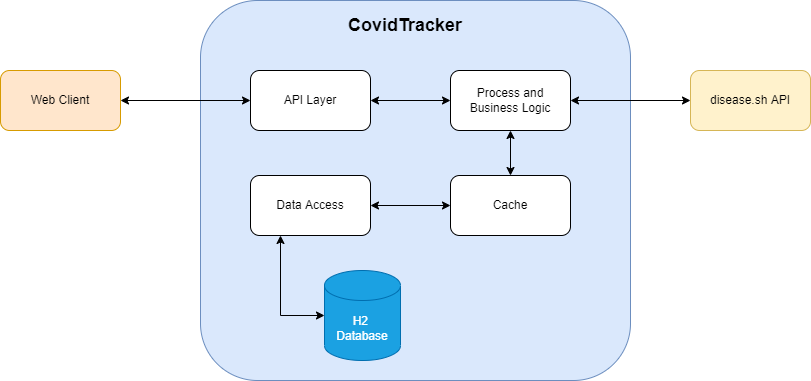 CovidTracker
Web Client
API Layer
Process and
Business Logic
disease.sh API
Data Access
Cache
H2
Database